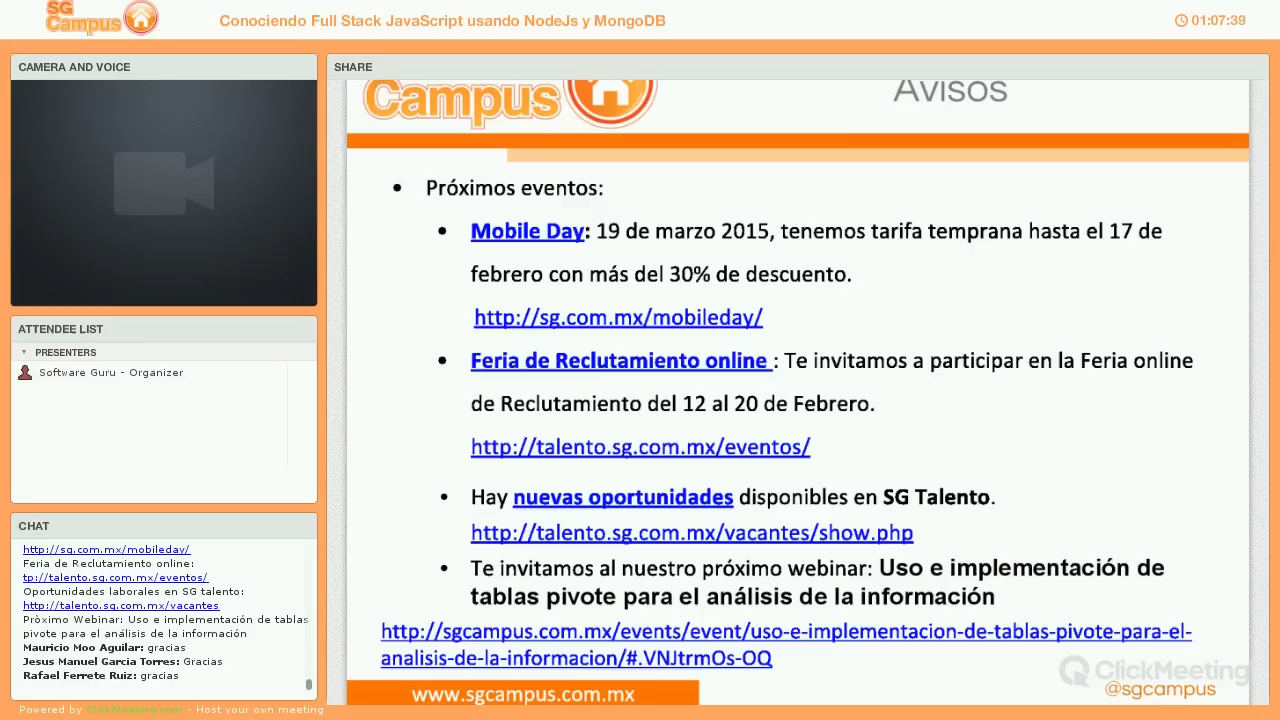 SG
Campus
Conociendo Full Stack JavaScript usando NodeJs y MongoDB
01:07:39
CAMERA AND VOICE
ATTENDEE LIST
PRESENTERS
Software Guru - Organizer
CHAT
http://sg.com.mx/mobileday/
Feria de Reclutamiento online:
tp://talento.sg.com.mx/eventos/
Oportunidades laborales en SG talento:
http://talento.sg.com.mx/vacantes
Pròximo Webinar: Uso e implementación de tablas
pivote para el análisis de la información
Mauricio Moo Aguilar: gracias
Jesus Manuel Garcia Torres: Gracias
Rafael Ferrete Ruiz: gracias
SHARE
Campus
Avisos
• Próximos eventos:
• Mobile Day: 19 de marzo 2015, tenemos tarifa temprana hasta el 17 de
febrero con más del 30% de descuento.
http://sg.com.mx/mobileday/
• Feria de Reclutamiento online : Te invitamos a participar en la Feria online
de Reclutamiento del 12 al 20 de Febrero.
http://talento.sg.com.mx/eventos/
• Hay nuevas oportunidades disponibles en SG Talento.
http://talento.sg.com.mx/vacantes/show.php
• Te invitamos al nuestro próximo webinar: Uso e implementación de
tablas pivote para el análisis de la información
http://sgcampus.com.mx/events/event/uso-e-implementacion-de-tablas-pivote-para-el-
analisis-de-la-informacion/#.VNJtrmOs-OQ
ClickMeeting
www.sgcampus.com.mx
@sgcampus
Powered by ClickMeeting.com - Host your own meeting